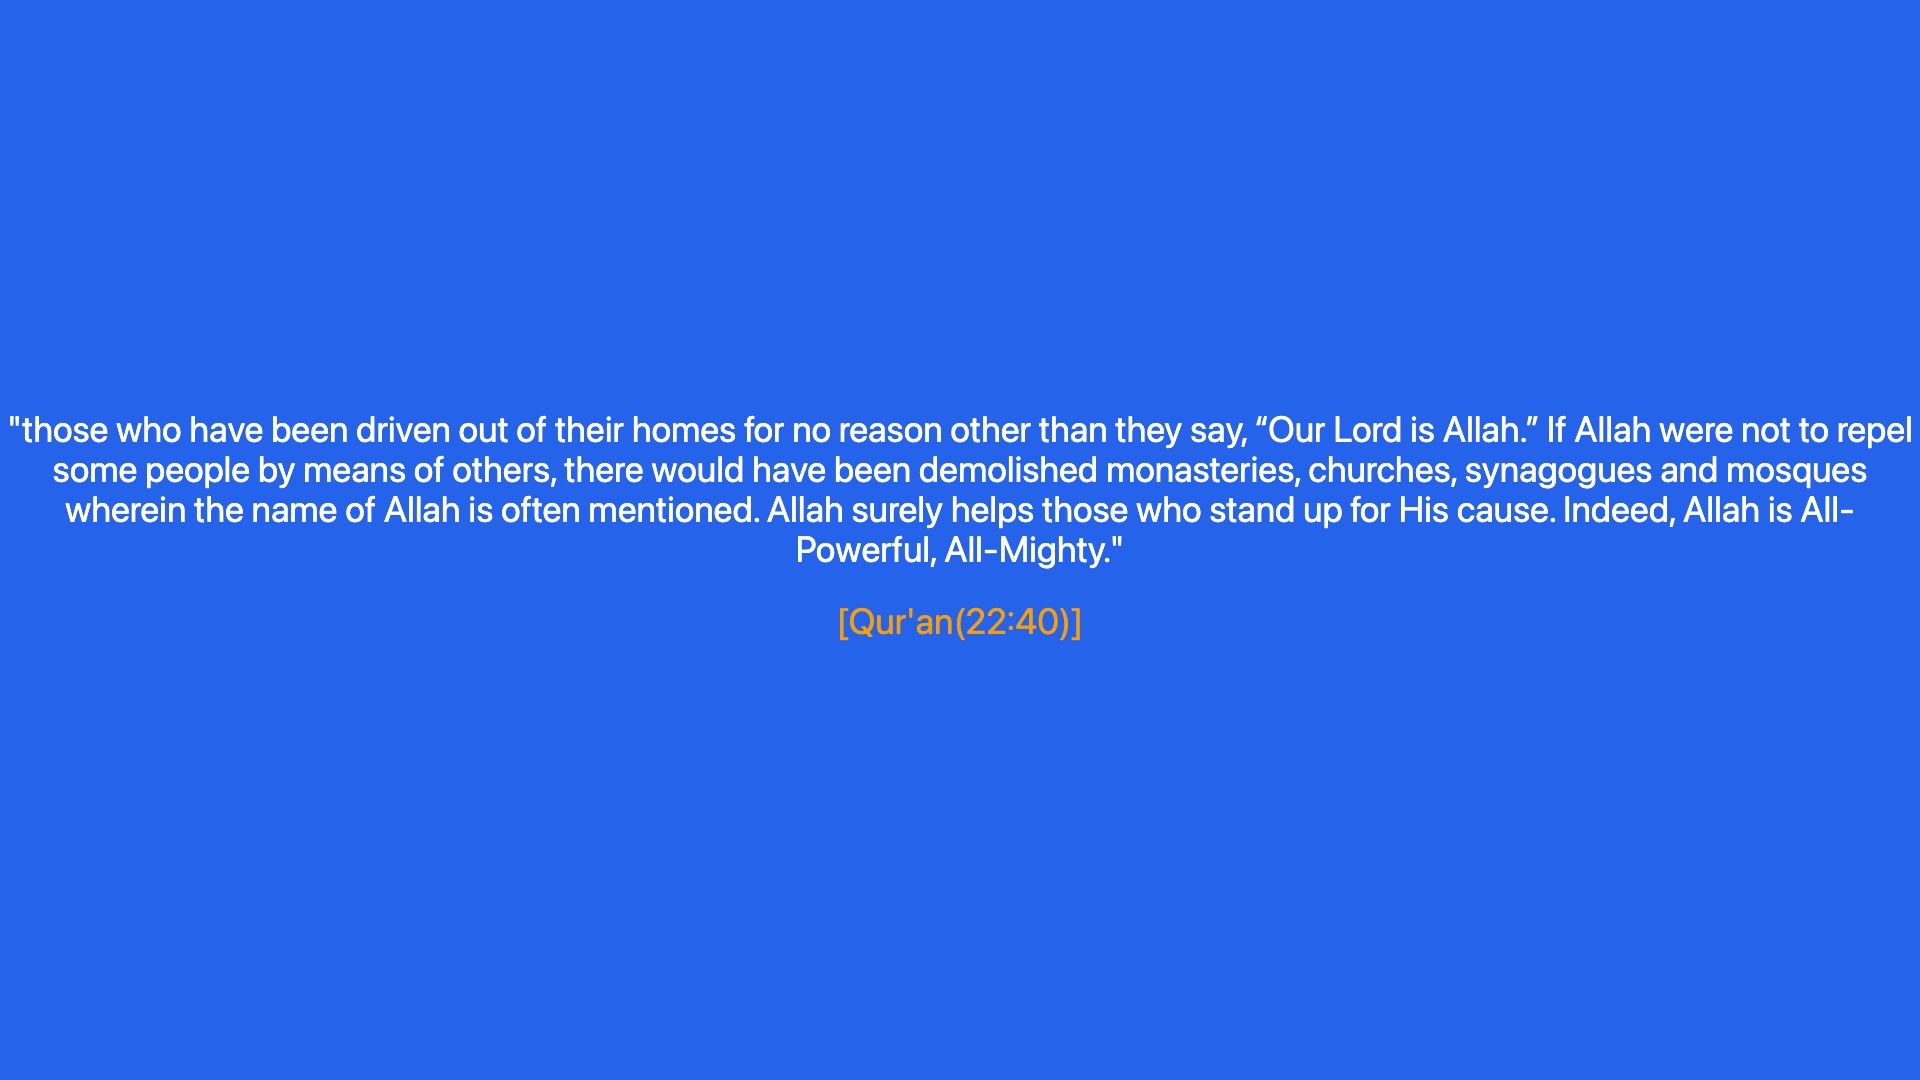 "those who have been driven out of their homes for no reason other than they say, “Our Lord is Allah.” If Allah were not to repel
some people by means of others, there would have been demolished monasteries, churches, synagogues and mosques
wherein the name of Allah is often mentioned. Allah surely helps those who stand up for His cause. Indeed, Allah is All-
Powerful, All-Mighty."
[Qur'an(22:40)]